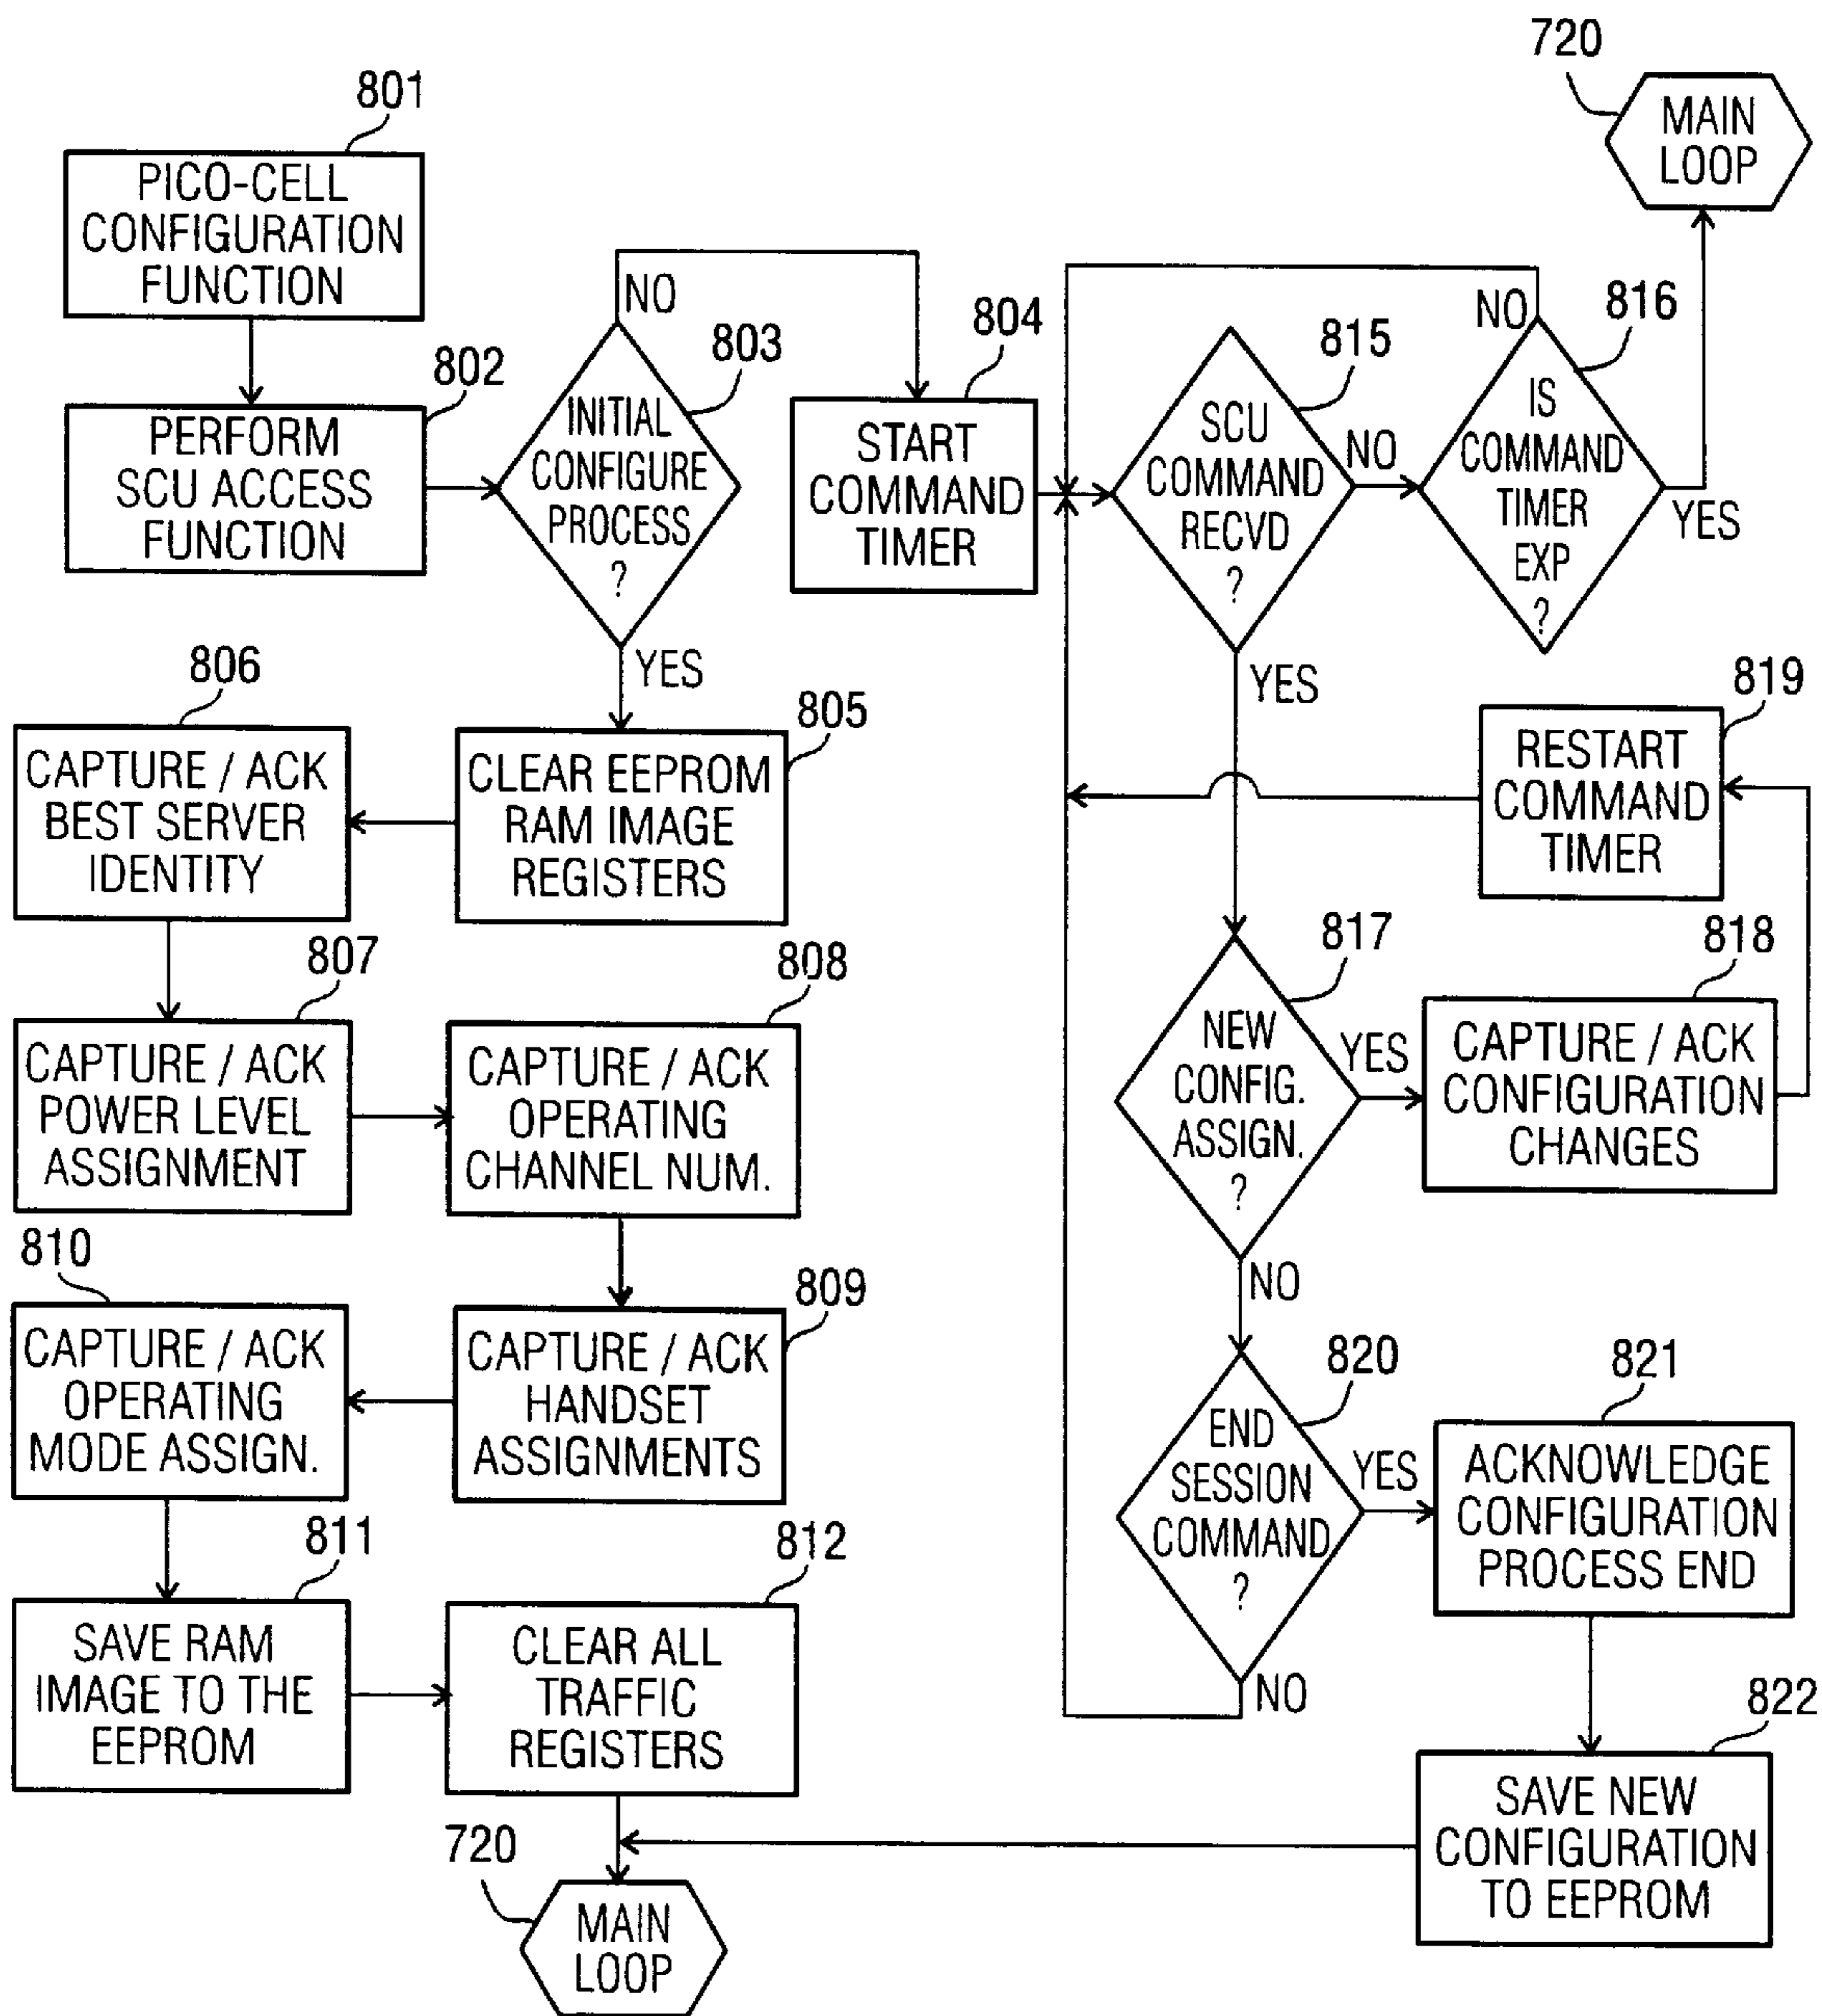 801
PICO-CELL
CONFIGURATION
FUNCTION
802
PERFORM
SCU ACCESS
FUNCTION
803
INITIAL
CONFIGURE
PROCESS
?
NO
YES
804
START
COMMAND
TIMER
815
SCU
COMMAND
RECVD
?
NO
YES
816
IS
COMMAND
TIMER
EXP
?
NO
YES
720
MAIN
LOOP
805
CLEAR EEPROM
RAM IMAGE
REGISTERS
806
CAPTURE / ACK
BEST SERVER
IDENTITY
807
CAPTURE / ACK
POWER LEVEL
ASSIGNMENT
808
CAPTURE / ACK
OPERATING
CHANNEL NUM.
809
CAPTURE / ACK
HANDSET
ASSIGNMENTS
810
CAPTURE / ACK
OPERATING
MODE ASSIGN.
811
SAVE RAM
IMAGE TO THE
EEPROM
812
CLEAR ALL
TRAFFIC
REGISTERS
720
MAIN
LOOP
817
NEW
CONFIG.
ASSIGN.
?
YES
NO
818
CAPTURE / ACK
CONFIGURATION
CHANGES
819
RESTART
COMMAND
TIMER
820
END
SESSION
COMMAND
?
YES
NO
821
ACKNOWLEDGE
CONFIGURATION
PROCESS END
822
SAVE NEW
CONFIGURATION
TO EEPROM